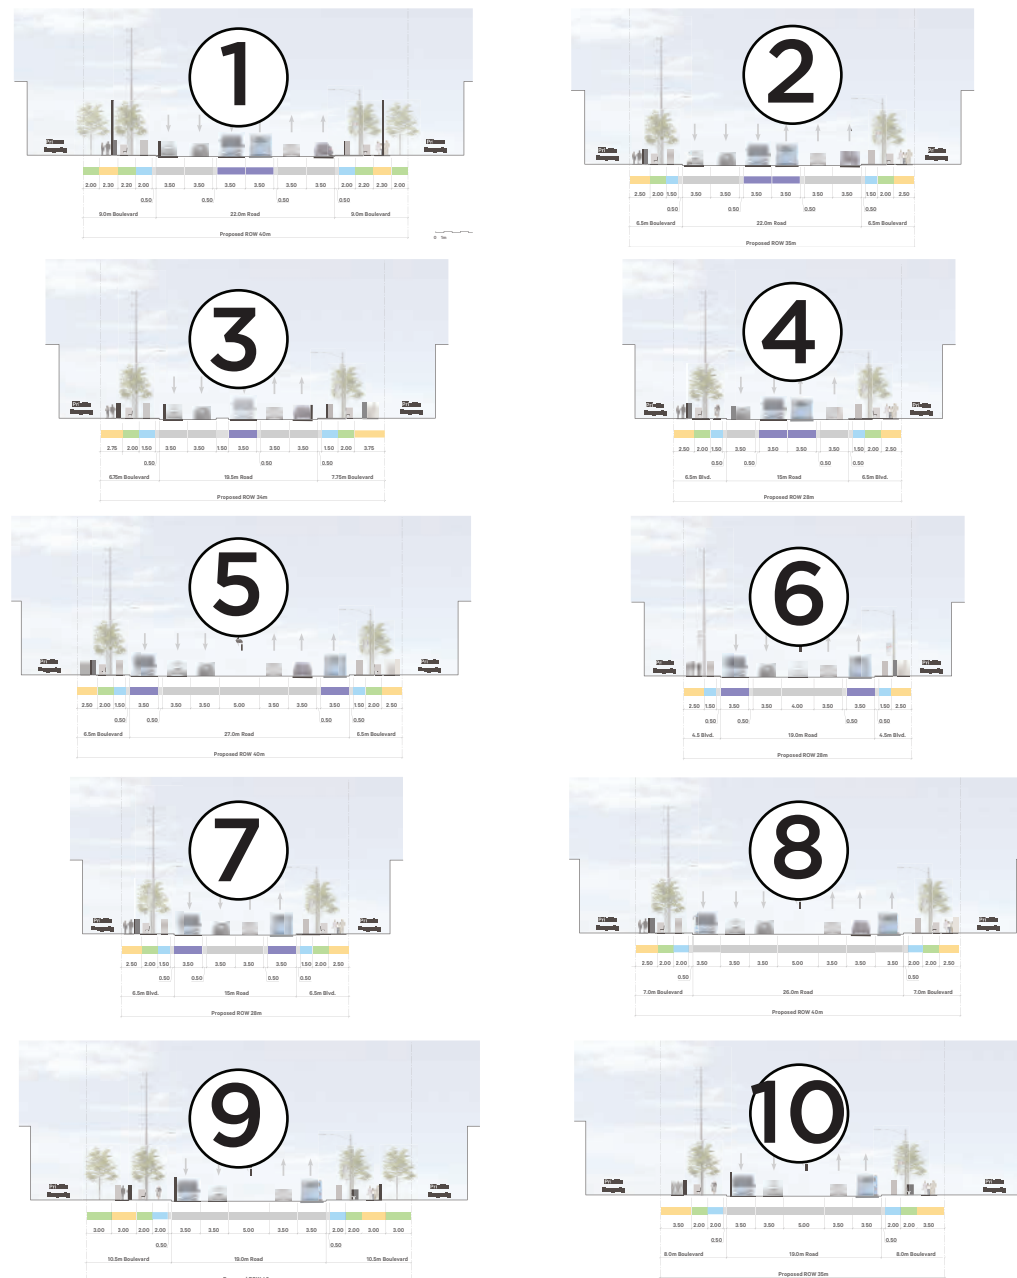 1
2.00 2.30 2.20 2.00 3.50 3.50 3.50 3.50 3.50 3.50 2.00 2.20 2.30 2.00
0.50 0.50 0.50 0.50
9.0m Boulevard 22.0m Road 9.0m Boulevard
Proposed ROW 40m
2
2.50 2.00 1.50 3.50 3.50 3.50 3.50 3.50 3.50 1.50 2.00 2.50
0.50 0.50 0.50 0.50
6.5m Boulevard 22.0m Road 6.5m Boulevard
Proposed ROW 35m
3
2.75 2.00 1.50 3.50 3.50 1.50 3.50 3.50 3.50 1.50 2.00 3.75
0.50 0.50 0.50
6.75m Boulevard 19.5m Road 7.75m Boulevard
Proposed ROW 34m
4
2.50 2.00 1.50 3.50 3.50 3.50 3.50 1.50 2.00 2.50
0.50 0.50 0.50 0.50
6.5m Blvd. 15m Road 6.5m Blvd.
Proposed ROW 28m
5
2.50 2.00 1.50 3.50 3.50 3.50 5.00 3.50 3.50 3.50 1.50 2.00 2.50
0.50 0.50 0.50 0.50
6.5m Boulevard 27.0m Road 6.5m Boulevard
Proposed ROW 40m
6
2.50 1.50 3.50 3.50 4.00 3.50 3.50 1.50 2.50
0.50 0.50 0.50 0.50
4.5 Blvd. 19.0m Road 4.5m Blvd.
Proposed ROW 28m
7
2.50 2.00 1.50 3.50 3.50 3.50 3.50 1.50 2.00 2.50
0.50 0.50 0.50 0.50
6.5m Blvd. 15m Road 6.5m Blvd.
Proposed ROW 28m
8
2.50 2.00 2.00 3.50 3.50 3.50 5.00 3.50 3.50 3.50 2.00 2.00 2.50
0.50 0.50
7.0m Boulevard 26.0m Road 7.0m Boulevard
Proposed ROW 40m
9
3.00 3.00 2.00 2.00 3.50 3.50 5.00 3.50 3.50 2.00 2.00 3.00 3.00
0.50 0.50
10.5m Boulevard 19.0m Road 10.5m Boulevard
10
3.50 2.00 2.00 3.50 3.50 5.00 3.50 3.50 2.00 2.00 3.50
0.50 0.50
8.0m Boulevard 19.0m Road 8.0m Boulevard
Proposed ROW 35m